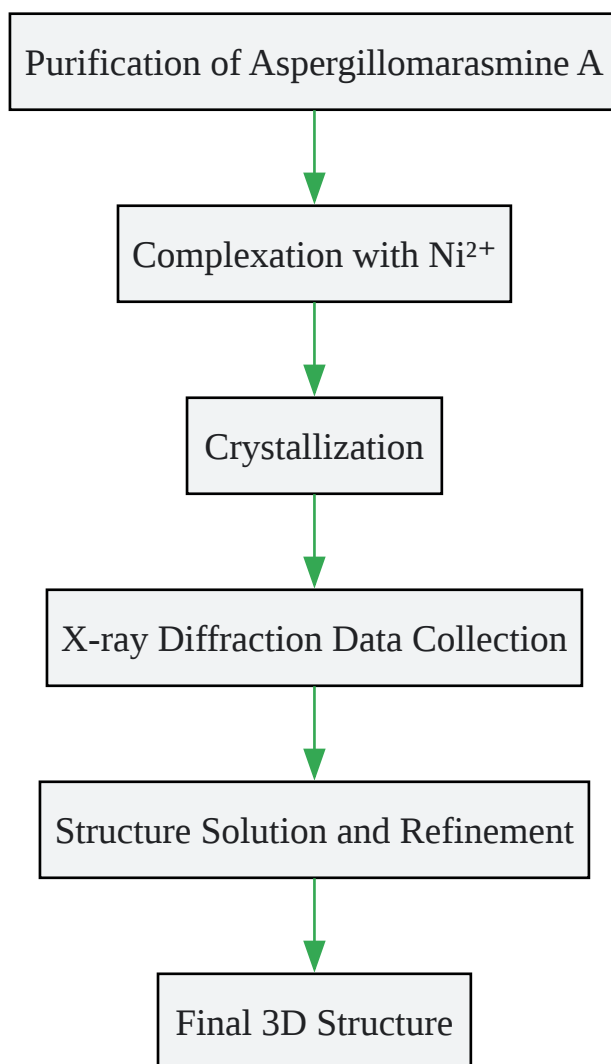 Purification of Aspergillomarasmine A
Complexation with Ni²⁺
Crystallization
X-ray Diffraction Data Collection
Structure Solution and Refinement
Final 3D Structure